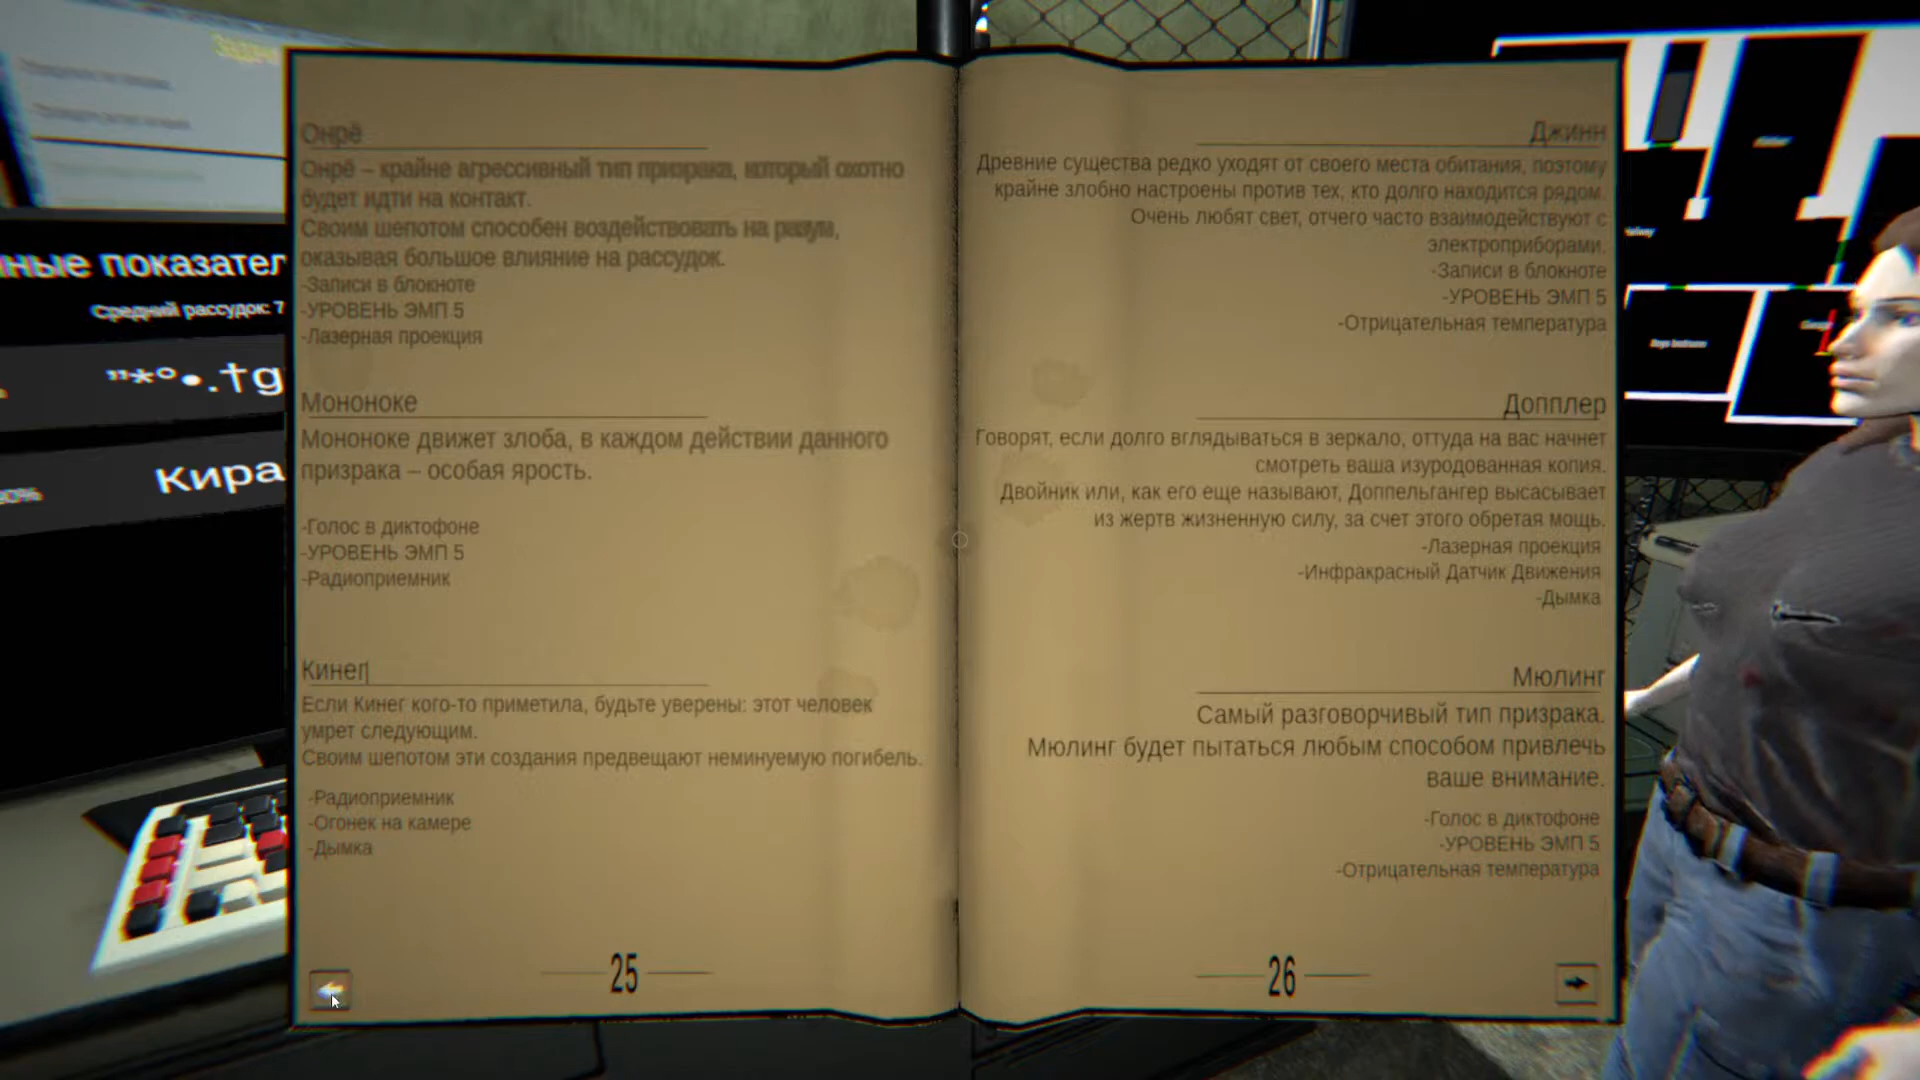 Задачи
нные показател
Средний рассудок: 7
"*°•.†g
90%
Кира
Онрё
Онрё – крайне агрессивный тип призрака, который охотно
будет идти на контакт.
Своим шепотом способен воздействовать на разум,
оказывая большое влияние на рассудок.
-Записи в блокноте
-УРОВЕНЬ ЭМП 5
-Лазерная проекция
Мононоке
Мононоке движет злоба, в каждом действии данного
призрака – особая ярость.
-Голос в диктофоне
-УРОВЕНЬ ЭМП 5
-Радиоприемник
Кинег
Если Кинег кого-то приметила, будьте уверены: этот человек
умрет следующим.
Своим шепотом эти создания предвещают неминуемую погибель.
-Радиоприемник
-Огонек на камере
-Дымка
25
Джинн
Древние существа редко уходят от своего места обитания, поэтому
крайне злобно настроены против тех, кто долго находится рядом.
Очень любят свет, отчего часто взаимодействуют с
электроприборами.
-Записи в блокноте
-УРОВЕНЬ ЭМП 5
-Отрицательная температура
Допплер
Говорят, если долго вглядываться в зеркало, оттуда на вас начнет
смотреть ваша изуродованная копия.
Двойник или, как его еще называют, Доппельгангер высасывает
из жертв жизненную силу, за счет этого обретая мощь.
-Лазерная проекция
-Инфракрасный Датчик Движения
-Дымка
Мюлинг
Самый разговорчивый тип призрака.
Мюлинг будет пытаться любым способом привлечь
ваше внимание.
-Голос в диктофоне
-УРОВЕНЬ ЭМП 5
-Отрицательная температура
26